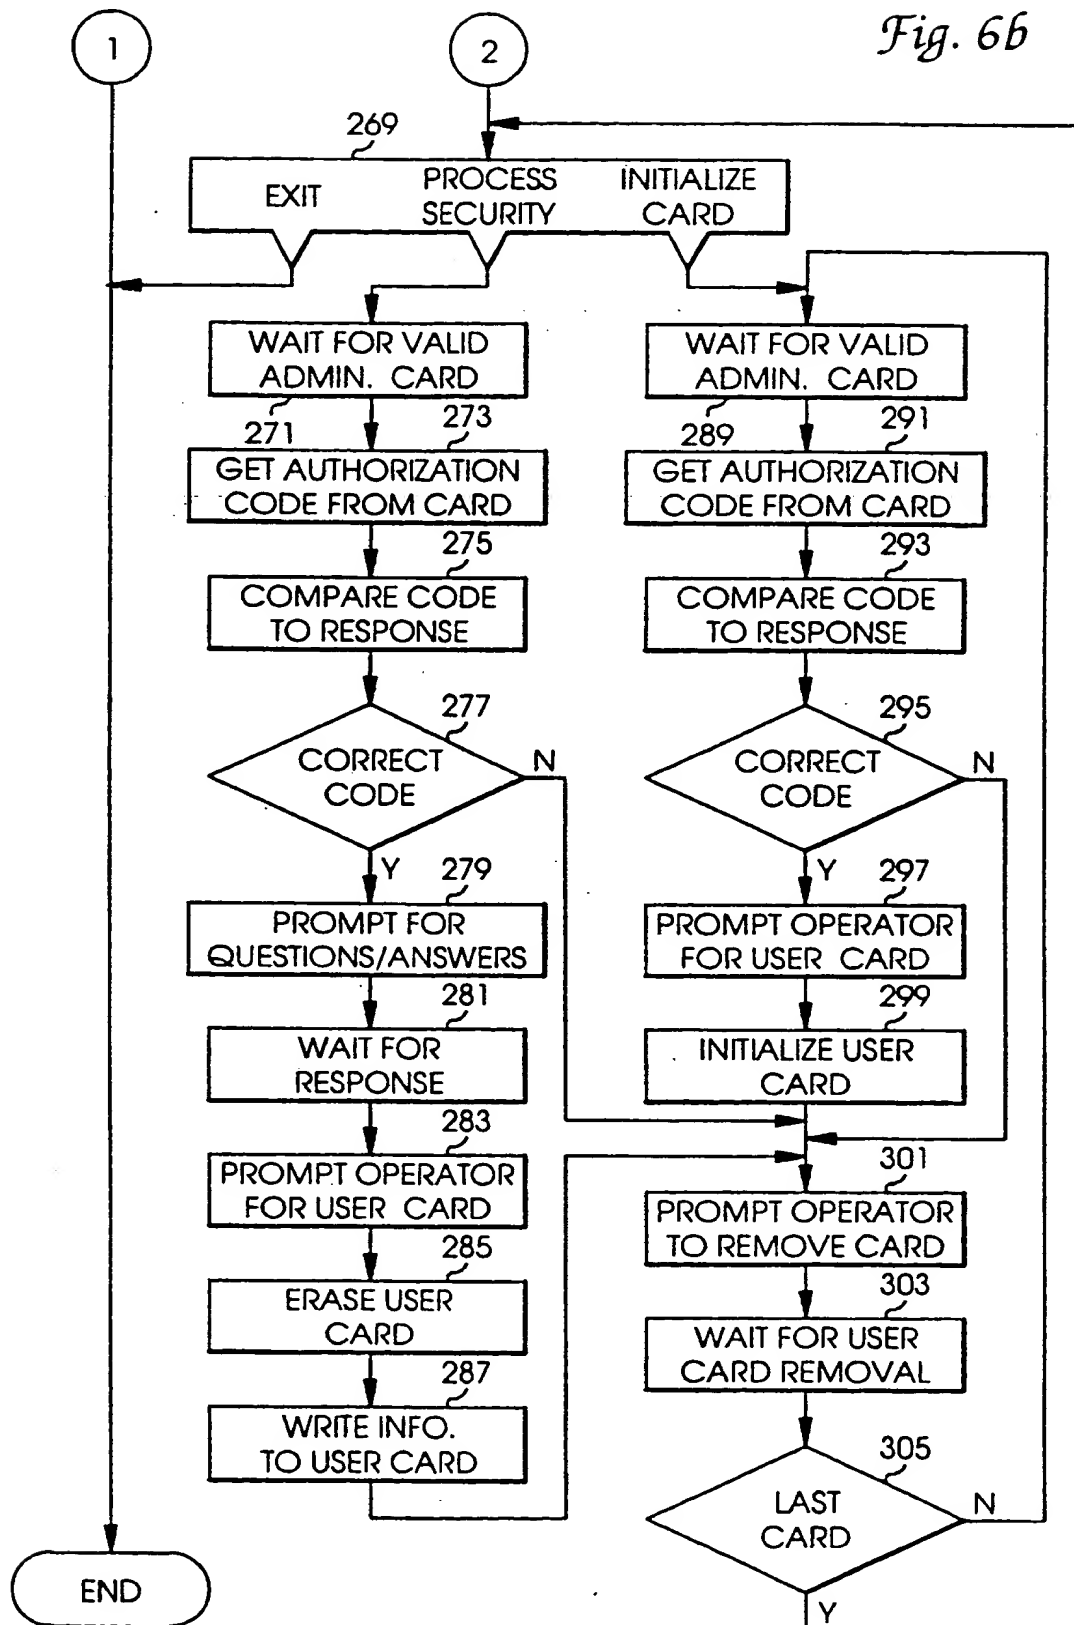 1
2
Fig. 6b
269
EXIT
PROCESS
SECURITY
INITIALIZE
CARD
WAIT FOR VALID
ADMIN. CARD
271
273
GET AUTHORIZATION
CODE FROM CARD
275
COMPARE CODE
TO RESPONSE
277
CORRECT
CODE
N
Y
279
PROMPT FOR
QUESTIONS/ANSWERS
281
WAIT FOR
RESPONSE
283
PROMPT OPERATOR
FOR USER CARD
285
ERASE USER
CARD
287
WRITE INFO.
TO USER CARD
WAIT FOR VALID
ADMIN. CARD
289
291
GET AUTHORIZATION
CODE FROM CARD
293
COMPARE CODE
TO RESPONSE
295
CORRECT
CODE
N
Y
297
PROMPT OPERATOR
FOR USER CARD
299
INITIALIZE USER
CARD
301
PROMPT OPERATOR
TO REMOVE CARD
303
WAIT FOR USER
CARD REMOVAL
305
LAST
CARD
N
Y
END